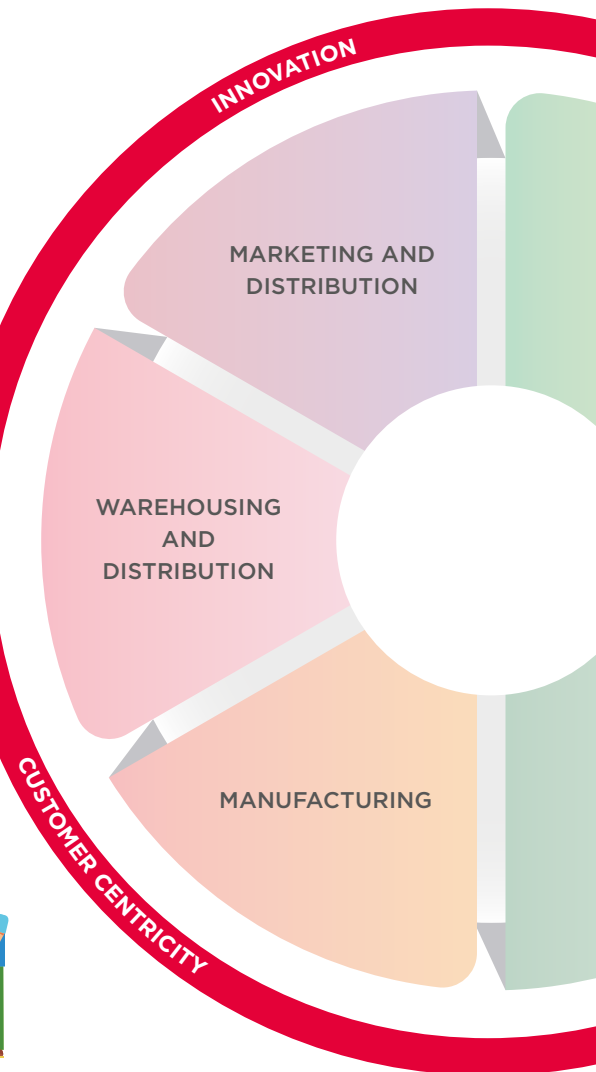 INNOVATION
MARKETING AND
DISTRIBUTION
WAREHOUSING
AND
DISTRIBUTION
MANUFACTURING
CUSTOMER CENTRICITY